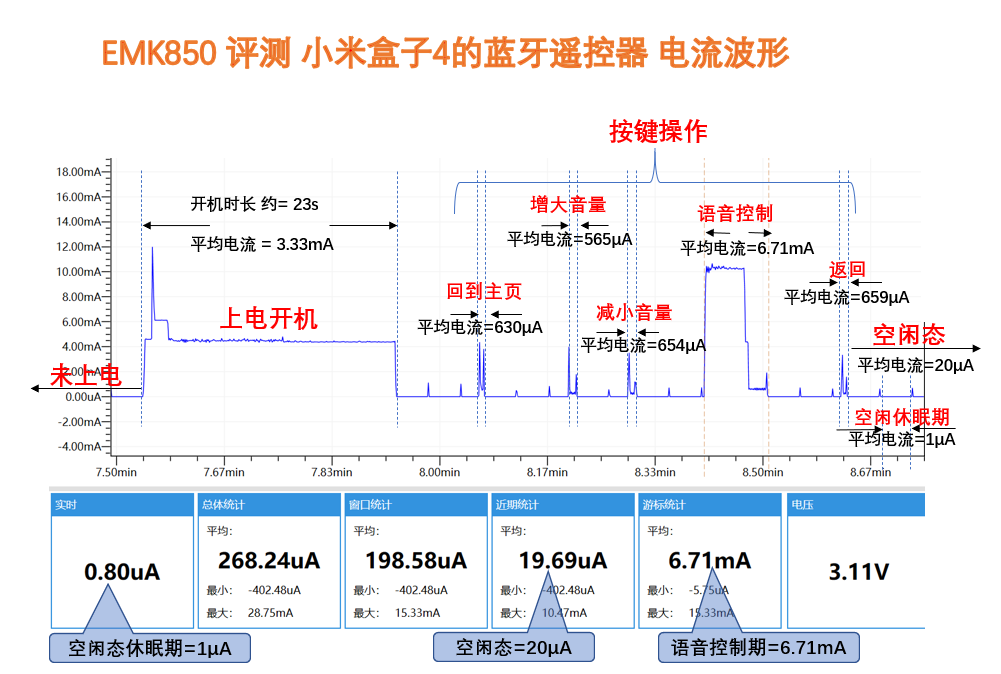 EMK850 评测 小米盒子4的蓝牙遥控器 电流波形
按键操作
18.00mA
16.00mA
14.00mA
12.00mA
10.00mA
8.00mA
6.00mA
4.00mA
2.00mA
0.00uA
-2.00mA
-4.00mA
开机时长 约= 23s
平均电流 = 3.33mA
上电开机
未上电
回到主页
平均电流=630μA
增大音量
平均电流=565μA
减小音量
平均电流=654μA
语音控制
平均电流=6.71mA
返回
平均电流=659μA
空闲态
平均电流=20μA
空闲休眠期
平均电流=1μA
7.50min 7.67min 7.83min 8.00min 8.17min 8.33min 8.50min 8.67min
实时
0.80uA
总体统计
平均:
268.24uA
最小: -402.48uA
最大: 28.75mA
窗口统计
平均:
198.58uA
最小: -402.48uA
最大: 15.33mA
近期统计
平均:
19.69uA
最小: -402.48uA
最大: 10.47mA
游标统计
平均:
6.71mA
最小: -5.75uA
最大: 15.33mA
电压
3.11V
空闲态休眠期=1μA
空闲态=20μA
语音控制期=6.71mA